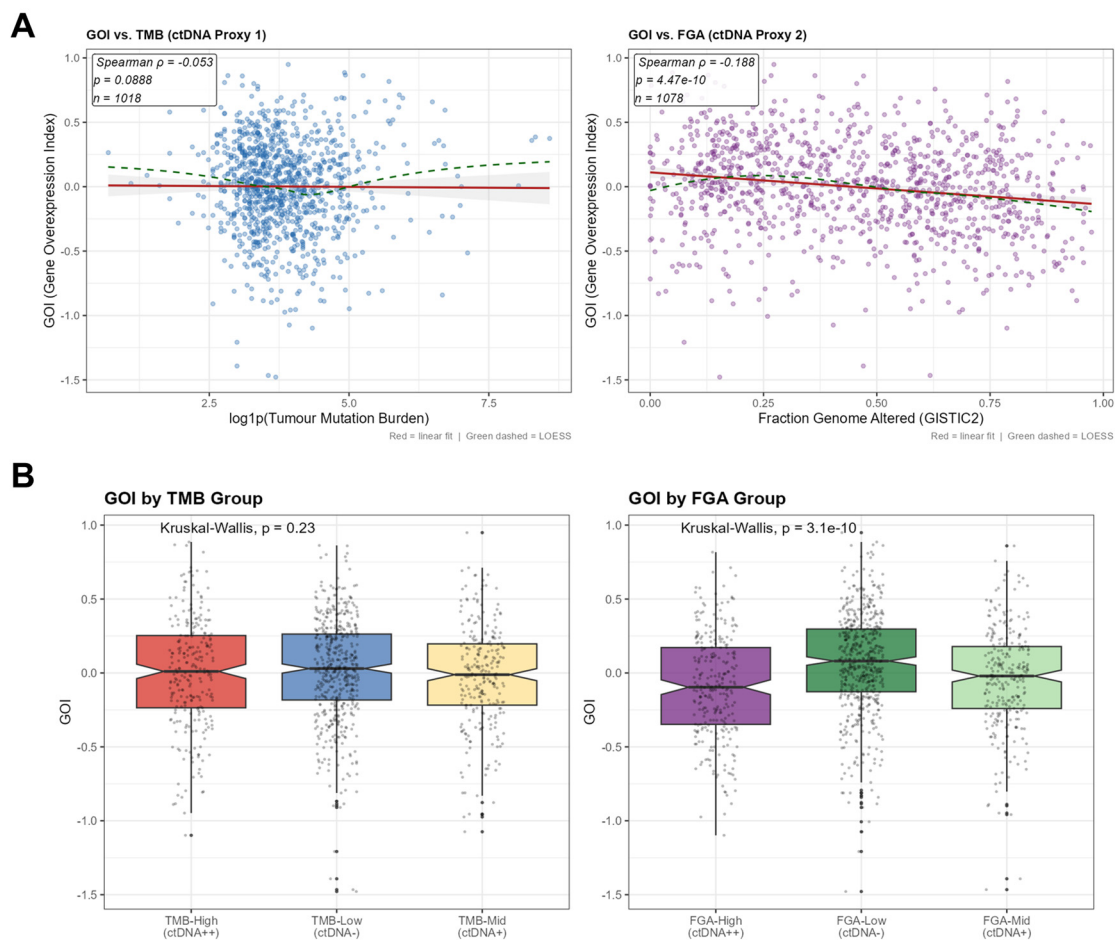 A
GOI vs. TMB (ctDNA Proxy 1)
Spearman ρ = -0.053
p = 0.0888
n = 1018
GOI (Gene Overexpression Index)
1.0
0.5
0.0
-0.5
-1.0
-1.5
2.5
5.0
7.5
log1p(Tumour Mutation Burden)
Red = linear fit | Green dashed = LOESS
GOI vs. FGA (ctDNA Proxy 2)
Spearman ρ = -0.188
p = 4.47e-10
n = 1078
GOI (Gene Overexpression Index)
1.0
0.5
0.0
-0.5
-1.0
-1.5
0.00
0.25
0.50
0.75
1.00
Fraction Genome Altered (GISTIC2)
Red = linear fit | Green dashed = LOESS
B
GOI by TMB Group
Kruskal-Wallis, p = 0.23
GOI
1.0
0.5
0.0
-0.5
-1.0
-1.5
TMB-High
(ctDNA++)
TMB-Low
(ctDNA-)
TMB-Mid
(ctDNA+)
GOI by FGA Group
Kruskal-Wallis, p = 3.1e-10
GOI
1.0
0.5
0.0
-0.5
-1.0
-1.5
FGA-High
(ctDNA++)
FGA-Low
(ctDNA-)
FGA-Mid
(ctDNA+)